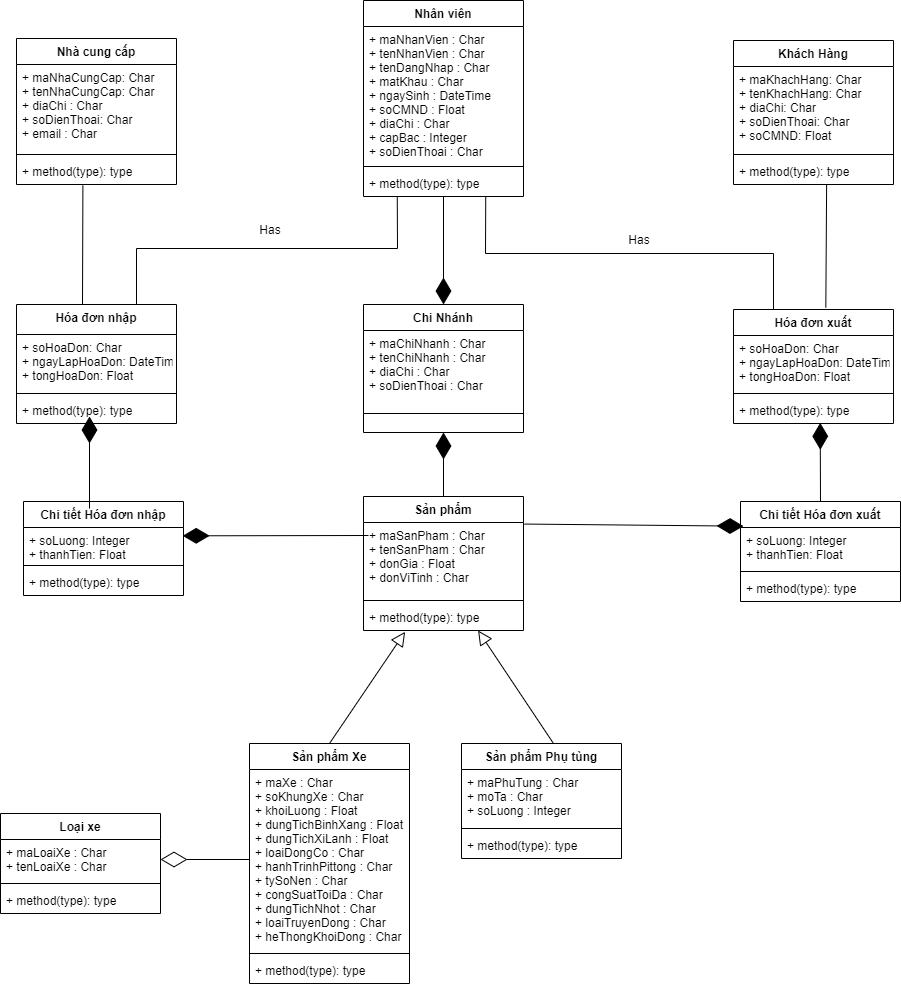 Nhà cung cấp
+ maNhaCungCap: Char
+ tenNhaCungCap: Char
+ diaChi : Char
+ soDienThoai: Char
+ email : Char
+ method(type): type
Nhân viên
+ maNhanVien : Char
+ tenNhanVien : Char
+ tenDangNhap : Char
+ matKhau : Char
+ ngaySinh : DateTime
+ soCMND : Float
+ diaChi : Char
+ capBac : Integer
+ soDienThoai : Char
+ method(type): type
Khách Hàng
+ maKhachHang: Char
+ tenKhachHang: Char
+ diaChi: Char
+ soDienThoai: Char
+ soCMND: Float
+ method(type): type
Has
Has
Hóa đơn nhập
+ soHoaDon: Char
+ ngayLapHoaDon: DateTim
+ tongHoaDon: Float
+ method(type): type
Chi Nhánh
+ maChiNhanh : Char
+ tenChiNhanh : Char
+ diaChi : Char
+ soDienThoai : Char
Hóa đơn xuất
+ soHoaDon: Char
+ ngayLapHoaDon: DateTim
+ tongHoaDon: Float
+ method(type): type
Chi tiết Hóa đơn nhập
+ soLuong: Integer
+ thanhTien: Float
+ method(type): type
Sản phẩm
+ maSanPham : Char
+ tenSanPham : Char
+ donGia : Float
+ donViTinh : Char
+ method(type): type
Chi tiết Hóa đơn xuất
+ soLuong: Integer
+ thanhTien: Float
+ method(type): type
Loại xe
+ maLoaiXe : Char
+ tenLoaiXe : Char
+ method(type): type
Sản phẩm Xe
+ maXe : Char
+ soKhungXe : Char
+ khoiLuong : Float
+ dungTichBinhXang : Float
+ dungTichXiLanh : Float
+ loaiDongCo : Char
+ hanhTrinhPittong : Char
+ tySoNen : Char
+ congSuatToiDa : Char
+ dungTichNhot : Char
+ loaiTruyenDong : Char
+ heThongKhoiDong : Char
+ method(type): type
Sản phẩm Phụ tùng
+ maPhuTung : Char
+ moTa : Char
+ soLuong : Integer
+ method(type): type